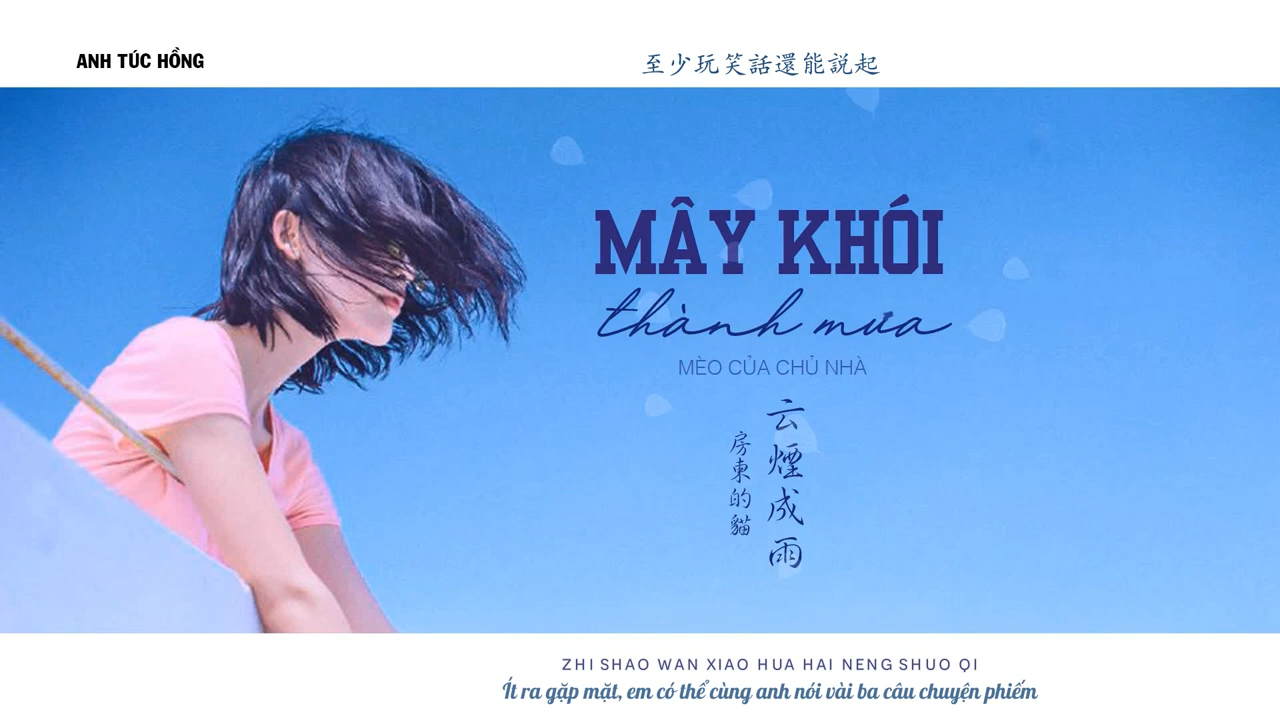 ANH TÚC HỒNG
至少玩笑話還能説起
MÂY KHÓI
thành mưa
MÈO CỦA CHỦ NHÀ
云煙成雨
房東的貓
ZHI SHAO WAN XIAO HUA HAI NENG SHUO QI
Ít ra gặp mặt, em có thể cùng anh nói vài ba câu chuyện phiếm